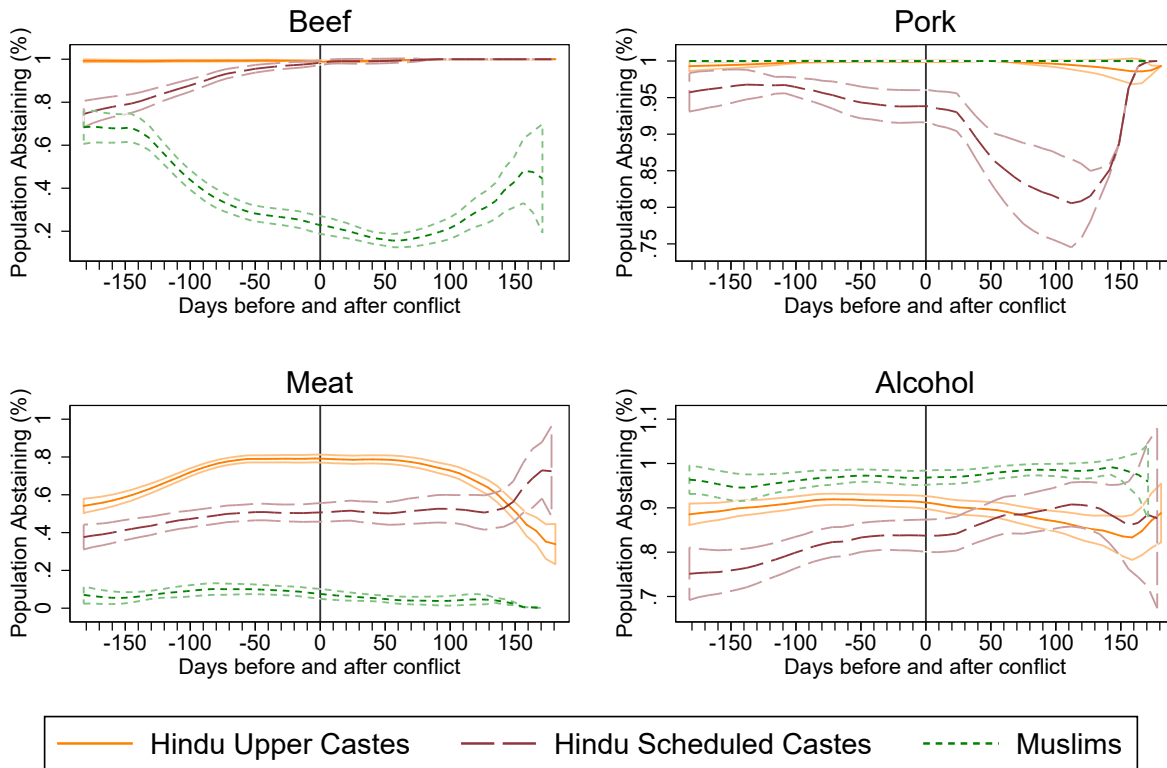 Beef
Population Abstaining (%)
1
.8
.6
.4
.2
-150 -100 -50 0 50 100 150
Days before and after conflict
Pork
Population Abstaining (%)
1
.95
.9
.85
.8
.75
-150 -100 -50 0 50 100 150
Days before and after conflict
Meat
Population Abstaining (%)
1
.8
.6
.4
.2
0
-150 -100 -50 0 50 100 150
Days before and after conflict
Alcohol
Population Abstaining (%)
1.1
1
.9
.8
.7
-150 -100 -50 0 50 100 150
Days before and after conflict
Hindu Upper Castes Hindu Scheduled Castes Muslims